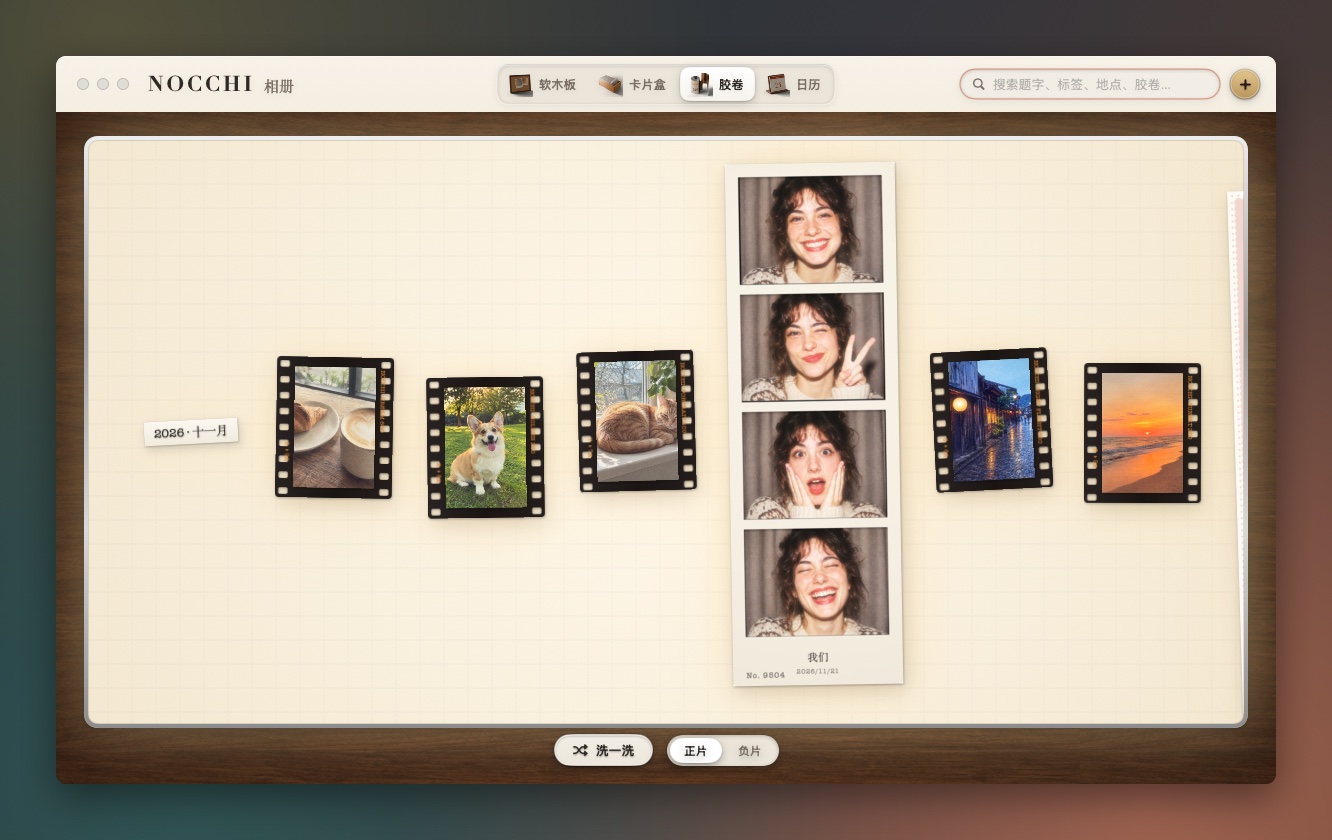 NOCCHI 相册
软木板
卡片盒
胶卷
日历
搜索题字、标签、地点、胶卷...
+
2026·十一月
我们
No. 9804 2026/11/21
洗一洗
正片
负片